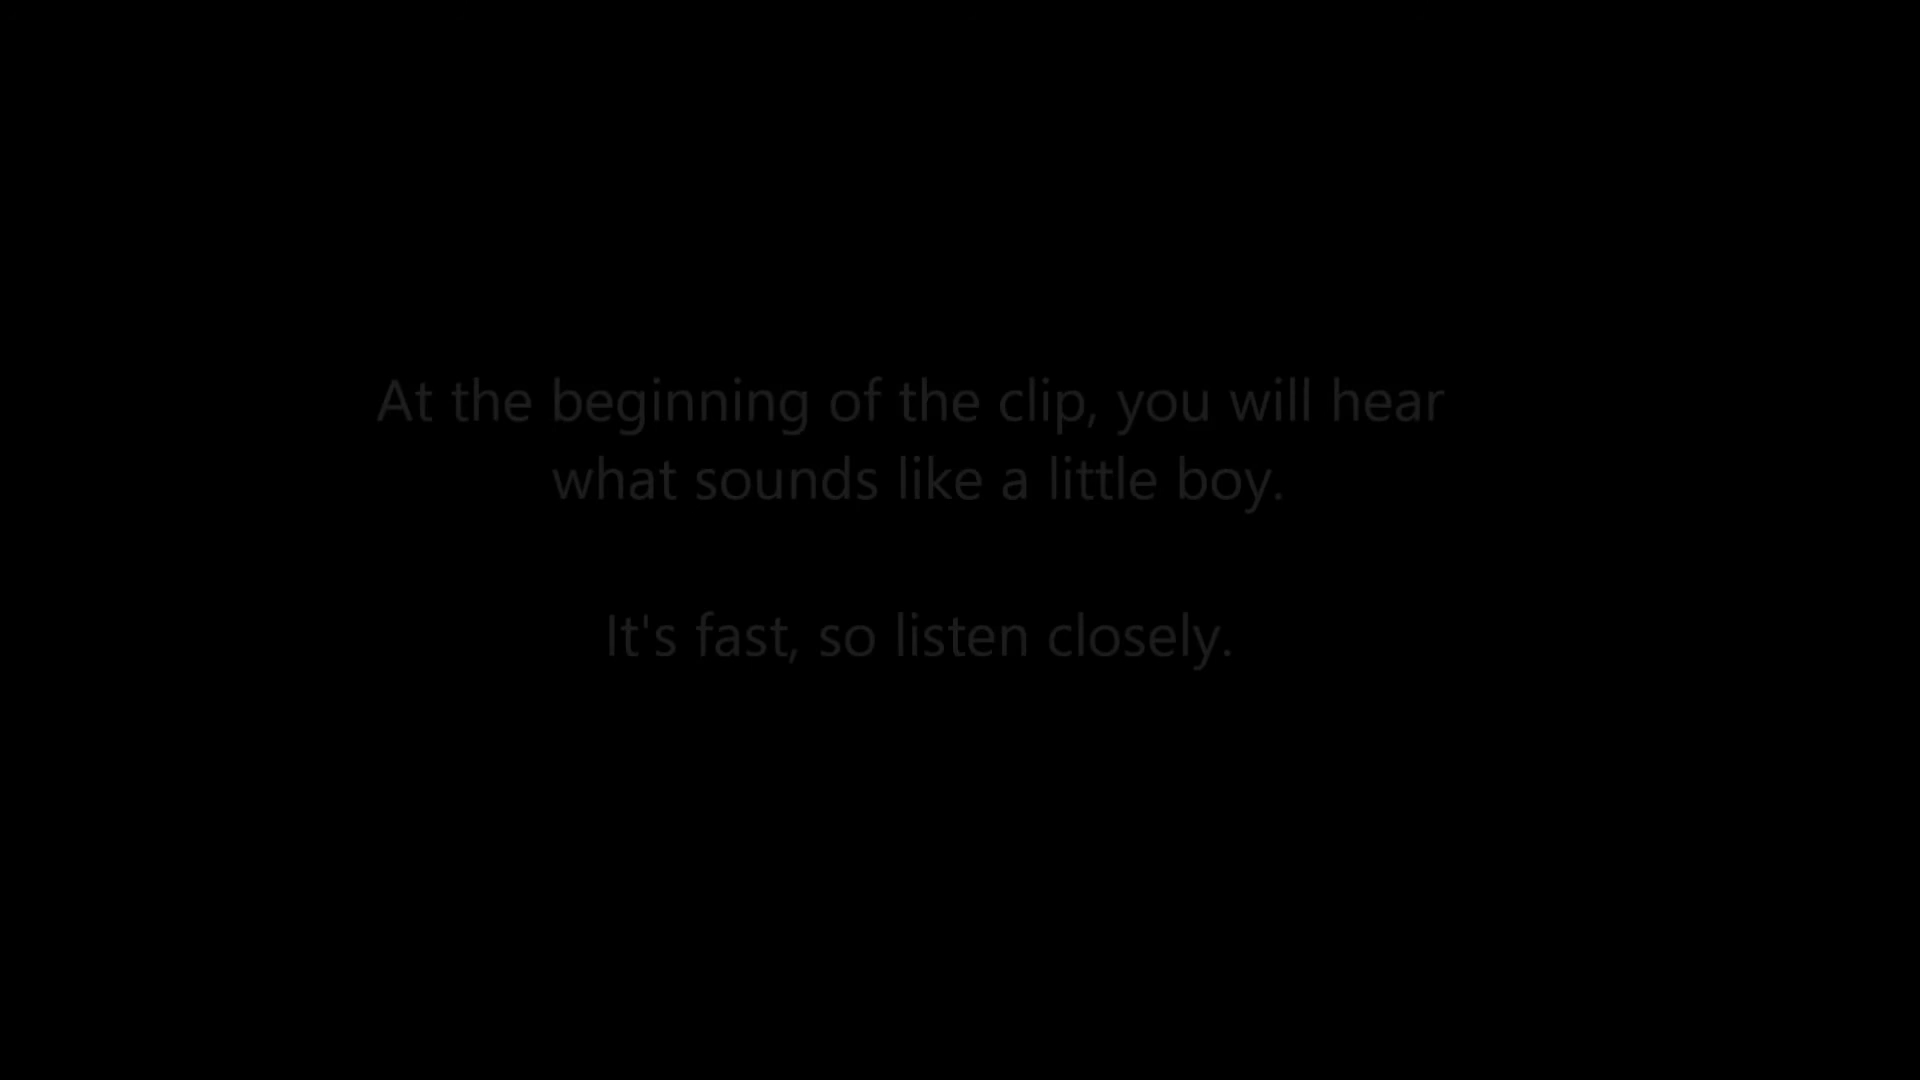 At the beginning of the clip, you will hear
what sounds like a little boy.
It's fast, so listen closely.